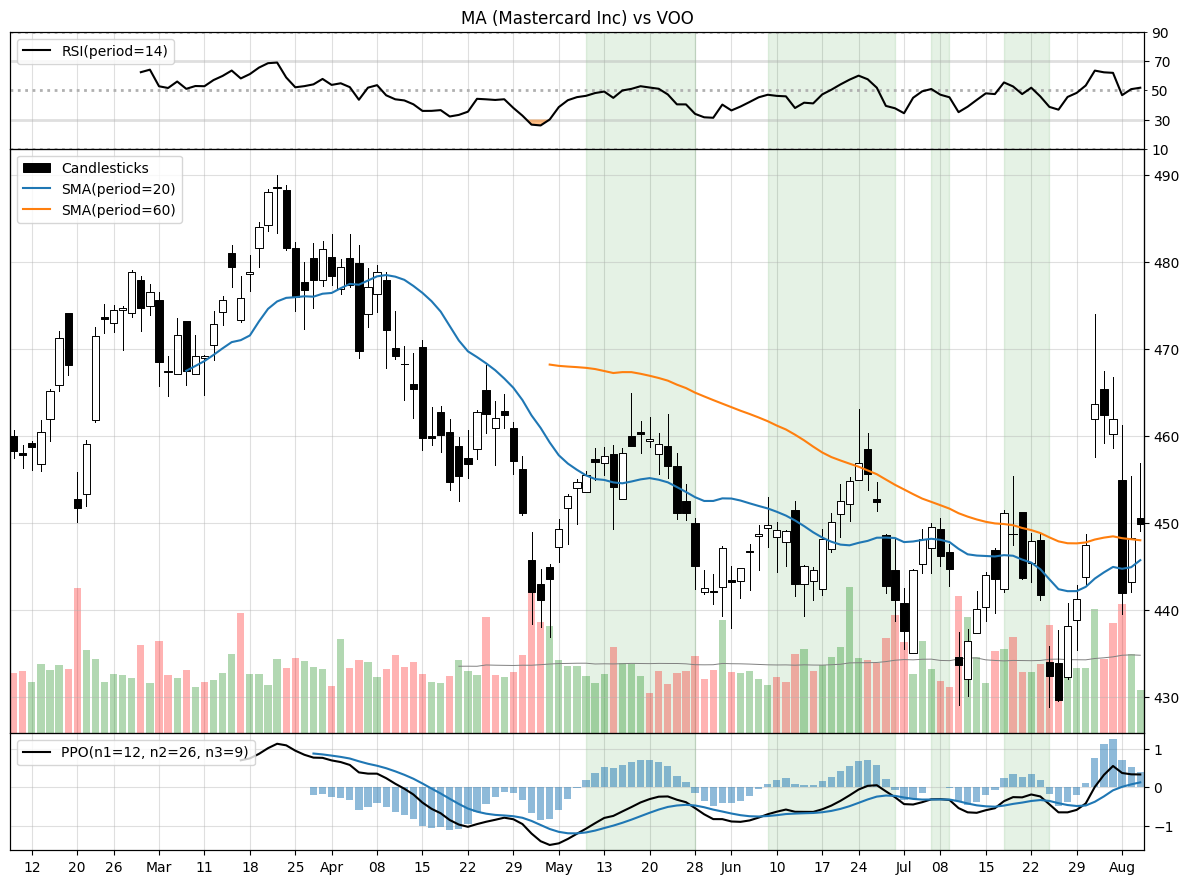 MA (Mastercard Inc) vs VOO
RSI(period=14)
90
70
50
30
10
Candlesticks
SMA(period=20)
SMA(period=60)
490
480
470
460
450
440
430
PPO(n1=12, n2=26, n3=9)
1
0
−1
12 20 26 Mar 11 18 25 Apr 08 15 22 29 May 13 20 28 Jun 10 17 24 Jul 08 15 22 29 Aug